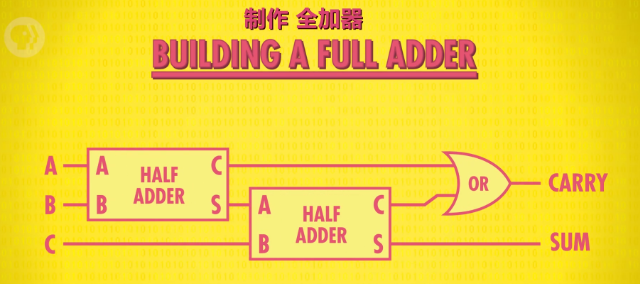 制作 全加器
BUILDING A FULL ADDER
A A HALF ADDER C
B B S
OR CARRY
A HALF ADDER C
C B S SUM